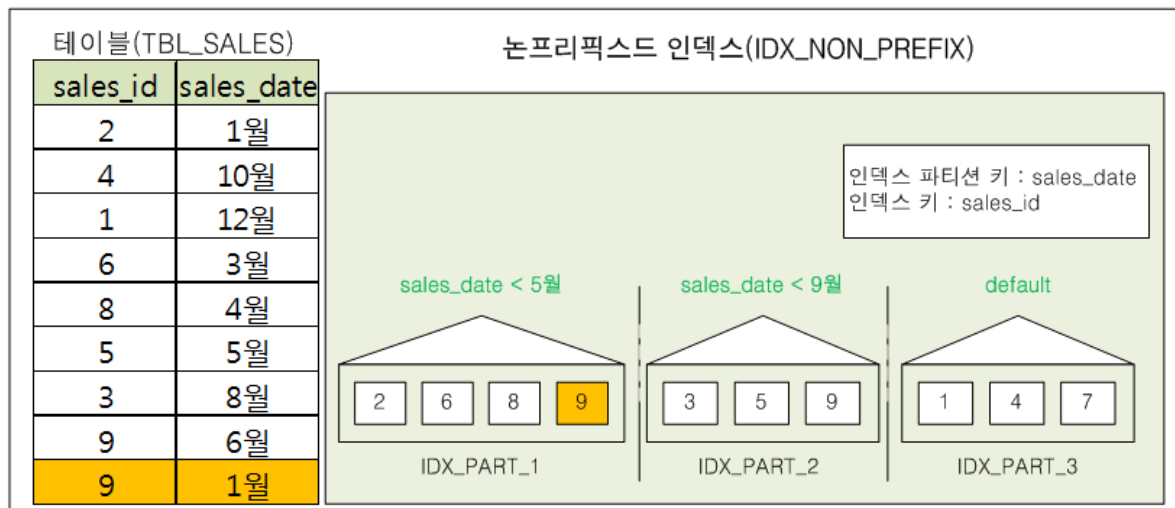 테이블(TBL_SALES)
sales_id sales_date
2 1월
4 10월
1 12월
6 3월
8 4월
5 5월
3 8월
9 6월
9 1월
논프리픽스드 인덱스(IDX_NON_PREFIX)
인덱스 파티션 키 : sales_date
인덱스 키 : sales_id
sales_date < 5월 sales_date < 9월 default
2 6 8 9 3 5 9 1 4 7
IDX_PART_1 IDX_PART_2 IDX_PART_3